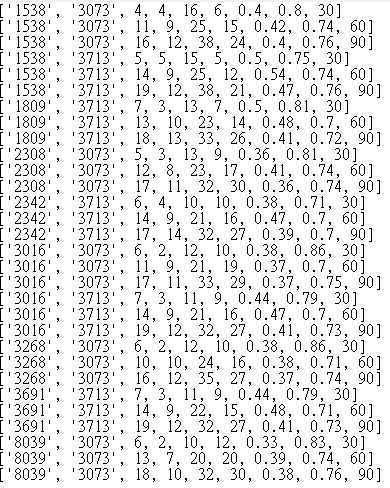 ['1538', '3073', 4, 4, 16, 6, 0.4, 0.8, 30]
['1538', '3073', 11, 9, 25, 15, 0.42, 0.74, 60]
['1538', '3073', 16, 12, 38, 24, 0.4, 0.76, 90]
['1538', '3713', 5, 5, 15, 5, 0.5, 0.75, 30]
['1538', '3713', 14, 9, 25, 12, 0.54, 0.74, 60]
['1538', '3713', 19, 12, 38, 21, 0.47, 0.76, 90]
['1809', '3713', 7, 3, 13, 7, 0.5, 0.81, 30]
['1809', '3713', 13, 10, 23, 14, 0.48, 0.7, 60]
['1809', '3713', 18, 13, 33, 26, 0.41, 0.72, 90]
['2308', '3073', 5, 3, 13, 9, 0.36, 0.81, 30]
['2308', '3073', 12, 8, 23, 17, 0.41, 0.74, 60]
['2308', '3073', 17, 11, 32, 30, 0.36, 0.74, 90]
['2342', '3713', 6, 4, 10, 10, 0.38, 0.71, 30]
['2342', '3713', 14, 9, 21, 16, 0.47, 0.7, 60]
['2342', '3713', 17, 14, 32, 27, 0.39, 0.7, 90]
['3016', '3073', 6, 2, 12, 10, 0.38, 0.86, 30]
['3016', '3073', 11, 9, 21, 19, 0.37, 0.7, 60]
['3016', '3073', 17, 11, 33, 29, 0.37, 0.75, 90]
['3016', '3713', 7, 3, 11, 9, 0.44, 0.79, 30]
['3016', '3713', 14, 9, 21, 16, 0.47, 0.7, 60]
['3016', '3713', 19, 12, 32, 27, 0.41, 0.73, 90]
['3268', '3073', 6, 2, 12, 10, 0.38, 0.86, 30]
['3268', '3073', 10, 10, 24, 16, 0.38, 0.71, 60]
['3268', '3073', 16, 12, 35, 27, 0.37, 0.74, 90]
['3691', '3713', 7, 3, 11, 9, 0.44, 0.79, 30]
['3691', '3713', 14, 9, 22, 15, 0.48, 0.71, 60]
['3691', '3713', 19, 12, 32, 27, 0.41, 0.73, 90]
['8039', '3073', 6, 2, 10, 12, 0.33, 0.83, 30]
['8039', '3073', 13, 7, 20, 20, 0.39, 0.74, 60]
['8039', '3073', 18, 10, 32, 30, 0.38, 0.76, 90]